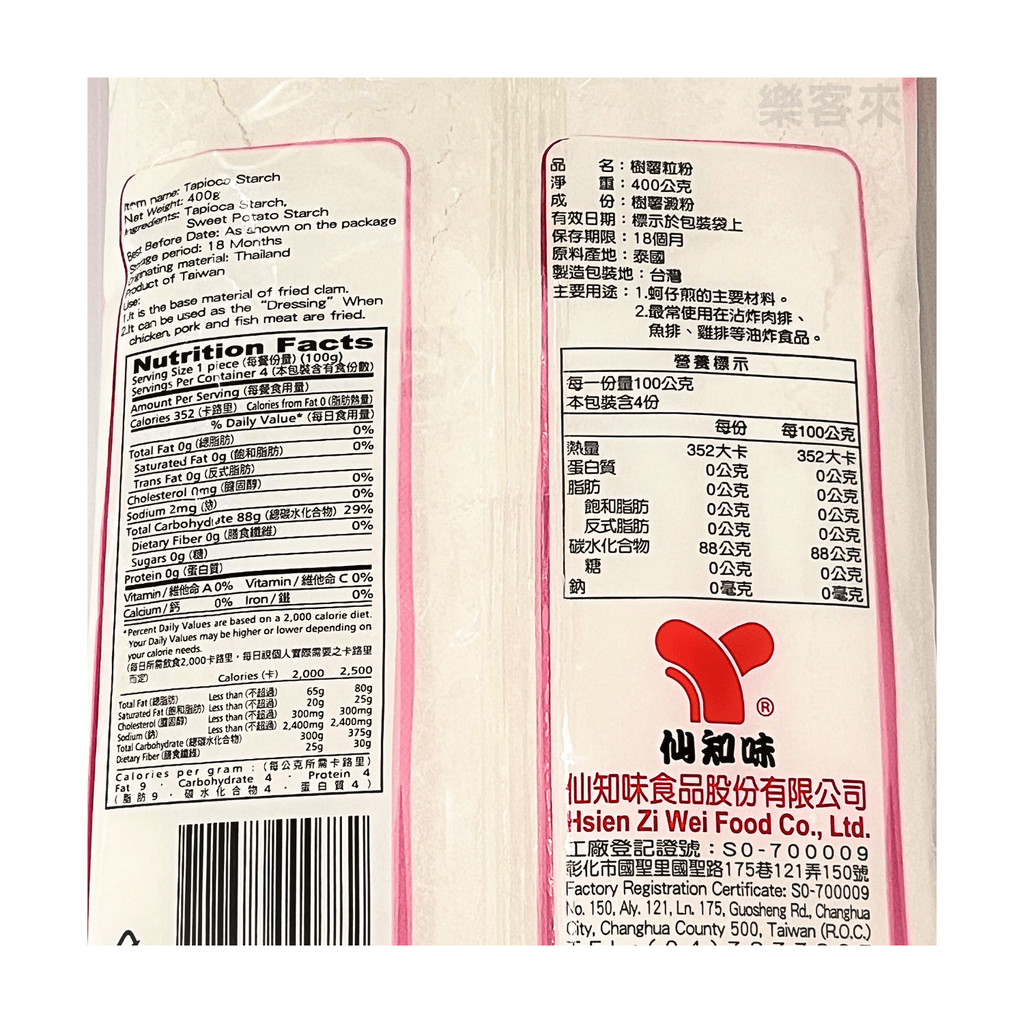 樂客來
Item name: Tapioca Starch
Net Weight: 400g
Ingredients: Tapioca Starch,
Sweet Potato Starch
Best Before Date: As shown on the package
Storage period: 18 Months
Originating material: Thailand
Product of Taiwan
Use:
1.It is the base material of fried clam.
2.It can be used as the "Dressing" When
chicken, pork and fish meat are fried.
Nutrition Facts
Serving Size 1 piece (每餐份量) (100g)
Servings Per Container 4 (本包裝含有食份數)
Amount Per Serving (每餐食用量)
Calories 352 (卡路里) Calories from Fat 0 (脂肪熱量)
% Daily Value* (每日食用量)
Total Fat 0g (總脂肪) 0%
Saturated Fat 0g (飽和脂肪) 0%
Trans Fat 0g (反式脂肪)
Cholesterol 0mg (膽固醇) 0%
Sodium 2mg (鈉) 0%
Total Carbohydrate 88g (總碳水化合物) 29%
Dietary Fiber 0g (膳食纖維) 0%
Sugars 0g (糖)
Protein 0g (蛋白質)
Vitamin / 維他命 A 0% Vitamin / 維他命 C 0%
Calcium / 鈣 0% Iron / 鐵 0%
*Percent Daily Values are based on a 2,000 calorie diet.
Your Daily Values may be higher or lower depending on
your calorie needs.
(每日所需飲食2,000卡路里,每日說個人實際需要之卡路里
而定)
Calories (卡) 2,000 2,500
Total Fat (總脂肪) Less than (不超過) 65g 80g
Saturated Fat (飽和脂肪) Less than (不超過) 20g 25g
Cholesterol (膽固醇) Less than (不超過) 300mg 300mg
Sodium (鈉) Less than (不超過) 2,400mg 2,400mg
Total Carbohydrate (總碳水化合物) 300g 375g
Dietary Fiber (膳食纖維) 25g 30g
Calories per gram : (每公克所需卡路里)
Fat 9 · Carbohydrate 4 · Protein 4
(脂肪9 · 碳水化合物4 · 蛋白質4)
品名:樹薯粒粉
淨重:400公克
成份:樹薯澱粉
有效日期:標示於包裝袋上
保存期限:18個月
原料產地:泰國
製造包裝地:台灣
主要用途:1.蚵仔煎的主要材料。
2.最常使用在沾炸肉排、
魚排、雞排等油炸食品。
營養標示
每一份量100公克
本包裝含4份
每份 每100公克
熱量 352大卡 352大卡
蛋白質 0公克 0公克
脂肪 0公克 0公克
飽和脂肪 0公克 0公克
反式脂肪 0公克 0公克
碳水化合物 88公克 88公克
糖 0公克 0公克
鈉 0毫克 0毫克
®
仙知味
仙知味食品股份有限公司
Hsien Zi Wei Food Co., Ltd.
工廠登記證號:S0-700009
彰化市國聖里國聖路175巷121弄150號
Factory Registration Certificate: S0-700009
No. 150, Aly. 121, Ln. 175, Guosheng Rd., Changhua
City, Changhua County 500, Taiwan (R.O.C.)